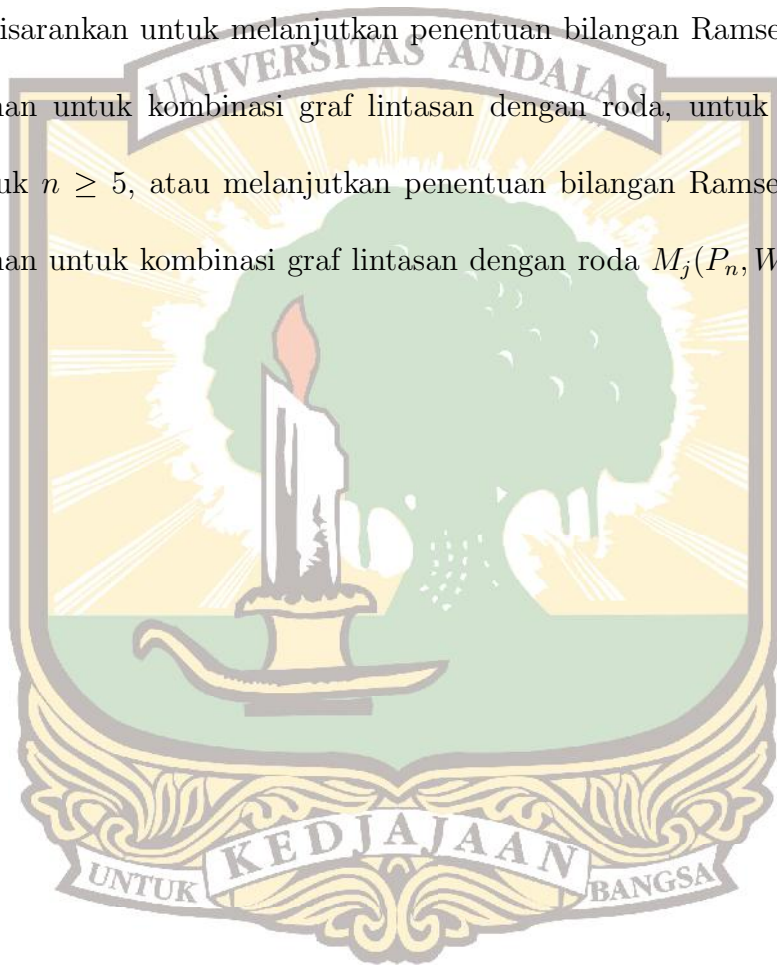 isarankan untuk melanjutkan penentuan bilangan Ramse
UNIVERSITAS ANDALAS
nan untuk kombinasi graf lintasan dengan roda, untuk
uk n ≥ 5, atau melanjutkan penentuan bilangan Ramse
nan untuk kombinasi graf lintasan dengan roda M_j(P_n, W
UNTUK KEDJAJAAN BANGSA